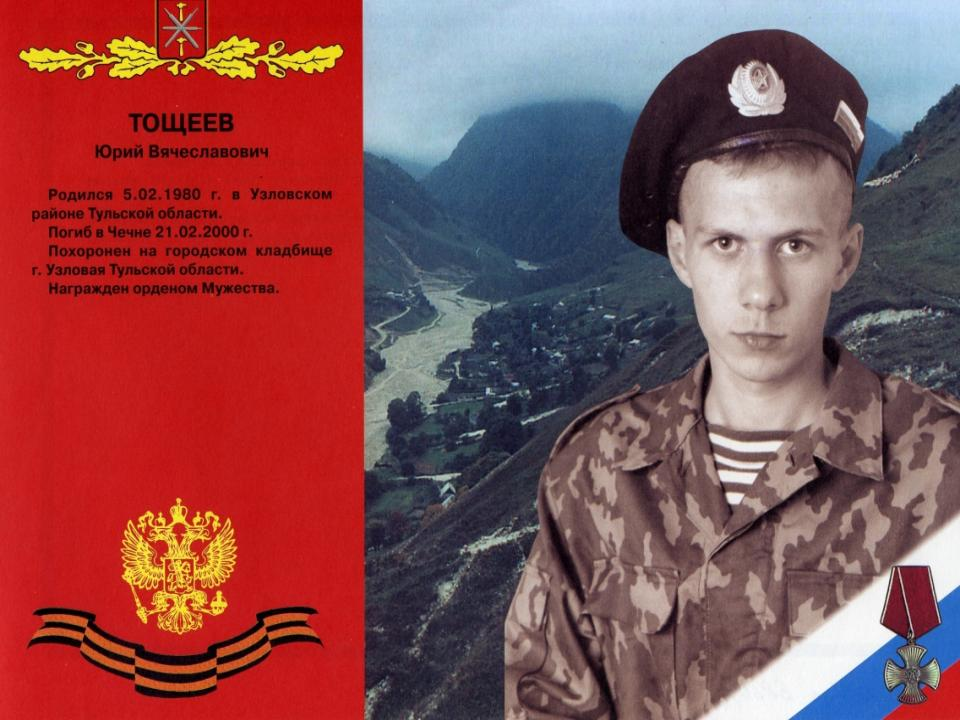 ТОЩЕЕВ
Юрий Вячеславович
Родился 5.02.1980 г. в Узловском
районе Тульской области.
Погиб в Чечне 21.02.2000 г.
Похоронен на городском кладбище
г. Узловая Тульской области.
Награжден орденом Мужества.